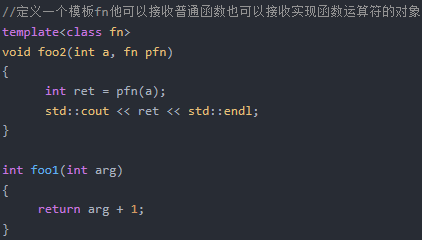 //定义一个模板fn他可以接收普通函数也可以接收实现函数运算符的对象
template<class fn>
void foo2(int a, fn pfn)
{
int ret = pfn(a);
std::cout << ret << std::endl;
}
int foo1(int arg)
{
return arg + 1;
}